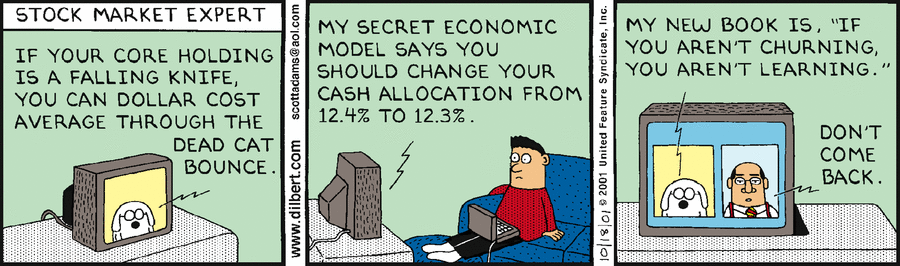 STOCK MARKET EXPERT
IF YOUR CORE HOLDING
IS A FALLING KNIFE,
YOU CAN DOLLAR COST
AVERAGE THROUGH THE
DEAD CAT
BOUNCE.
www.dilbert.com
scottadams@aol.com
MY SECRET ECONOMIC
MODEL SAYS YOU
SHOULD CHANGE YOUR
CASH ALLOCATION FROM
12.4% TO 12.3%.
10/18/01 © 2001 United Feature Syndicate, Inc.
MY NEW BOOK IS, "IF
YOU AREN'T CHURNING,
YOU AREN'T LEARNING."
DON'T
COME
BACK.